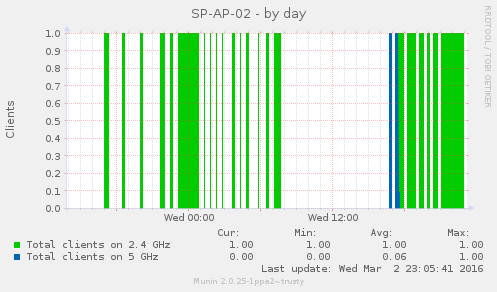 SP-AP-02 - by day
RRDTOOL / TOBI OETIKER
Clients
1.0
0.9
0.8
0.7
0.6
0.5
0.4
0.3
0.2
0.1
0.0
Wed 00:00 Wed 12:00
Cur: Min: Avg: Max:
Total clients on 2.4 GHz 1.00 1.00 1.00 1.00
Total clients on 5 GHz 0.00 0.00 0.06 1.00
Last update: Wed Mar 2 23:05:41 2016
Munin 2.0.25-1ppa2~trusty